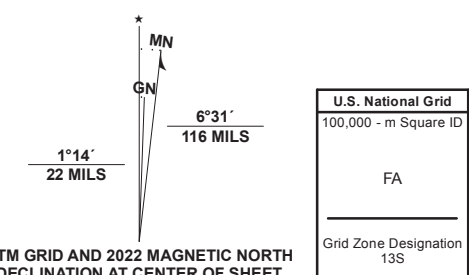 ★
MN
GN
6°31´
116 MILS
1°14´
22 MILS
TM GRID AND 2022 MAGNETIC NORTH
DECLINATION AT CENTER OF SHEET
U.S. National Grid
100,000 - m Square ID
FA
Grid Zone Designation
13S